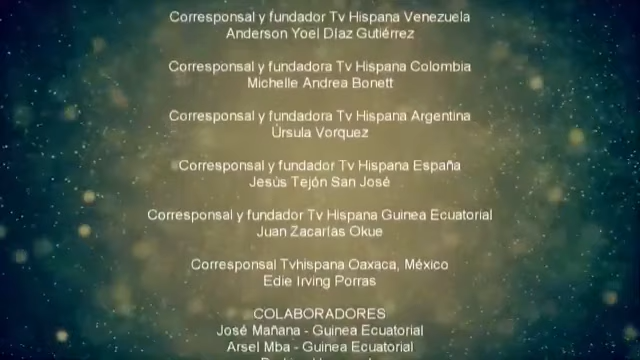 Corresponsal y fundador Tv Hispana Venezuela
Anderson Yoel Díaz Gutiérrez
Corresponsal y fundadora Tv Hispana Colombia
Michelle Andrea Bonett
Corresponsal y fundadora Tv Hispana Argentina
Úrsula Vorquez
Corresponsal y fundador Tv Hispana España
Jesús Tejón San José
Corresponsal y fundador Tv Hispana Guinea Ecuatorial
Juan Zacarías Okue
Corresponsal Tvhispana Oaxaca, México
Edie Irving Porras
COLABORADORES
José Mañana - Guinea Ecuatorial
Arsel Mba - Guinea Ecuatorial